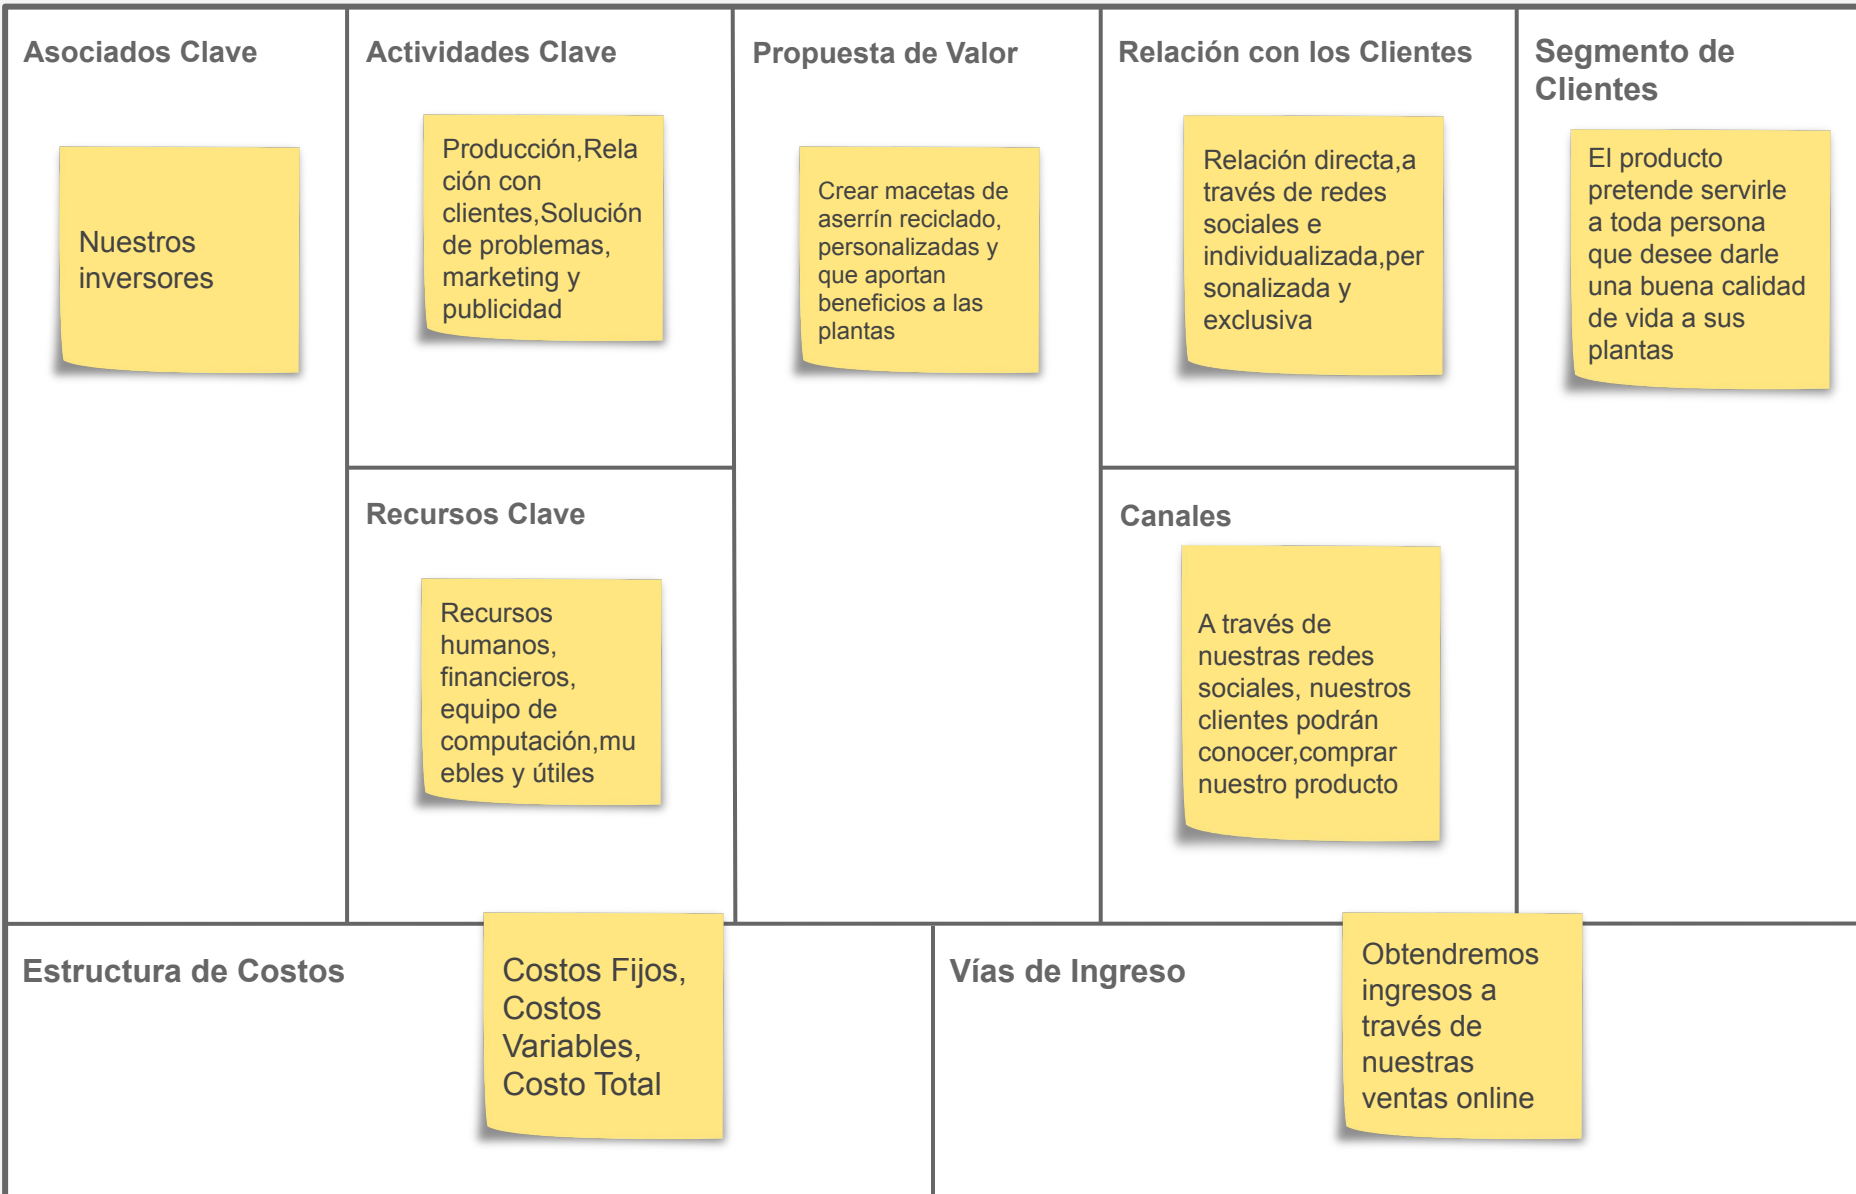 Asociados Clave
Nuestros
inversores
Actividades Clave
Producción,Rela
ción con
clientes,Solución
de problemas,
marketing y
publicidad
Recursos Clave
Recursos
humanos,
financieros,
equipo de
computación,mu
ebles y útiles
Propuesta de Valor
Crear macetas de
aserrín reciclado,
personalizadas y
que aportan
beneficios a las
plantas
Relación con los Clientes
Relación directa,a
través de redes
sociales e
individualizada,per
sonalizada y
exclusiva
Canales
A través de
nuestras redes
sociales, nuestros
clientes podrán
conocer,comprar
nuestro producto
Segmento de
Clientes
El producto
pretende servirle
a toda persona
que desee darle
una buena calidad
de vida a sus
plantas
Estructura de Costos
Costos Fijos,
Costos
Variables,
Costo Total
Vías de Ingreso
Obtendremos
ingresos a
través de
nuestras
ventas online